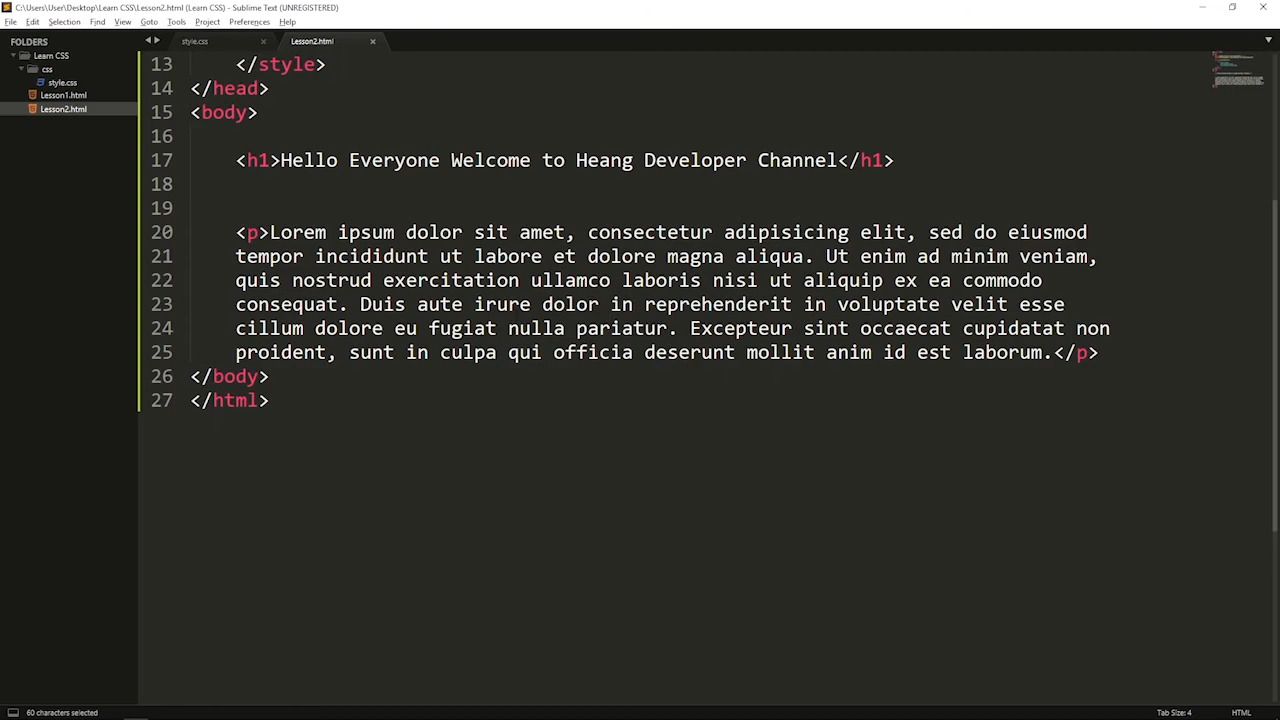 C:\Users\User\Desktop\Learn CSS\Lesson2.html (Learn CSS) - Sublime Text (UNREGISTERED)
File Edit Selection Find View Goto Tools Project Preferences Help
FOLDERS
Learn CSS
css
style.css
Lesson1.html
Lesson2.html
style.css Lesson2.html
13 </style>
14 </head>
15 <body>
16
17 <h1>Hello Everyone Welcome to Heang Developer Channel</h1>
18
19
20 <p>Lorem ipsum dolor sit amet, consectetur adipisicing elit, sed do eiusmod
21 tempor incididunt ut labore et dolore magna aliqua. Ut enim ad minim veniam,
22 quis nostrud exercitation ullamco laboris nisi ut aliquip ex ea commodo
23 consequat. Duis aute irure dolor in reprehenderit in voluptate velit esse
24 cillum dolore eu fugiat nulla pariatur. Excepteur sint occaecat cupidatat non
25 proident, sunt in culpa qui officia deserunt mollit anim id est laborum.</p>
26 </body>
27 </html>
60 characters selected
Tab Size: 4 HTML